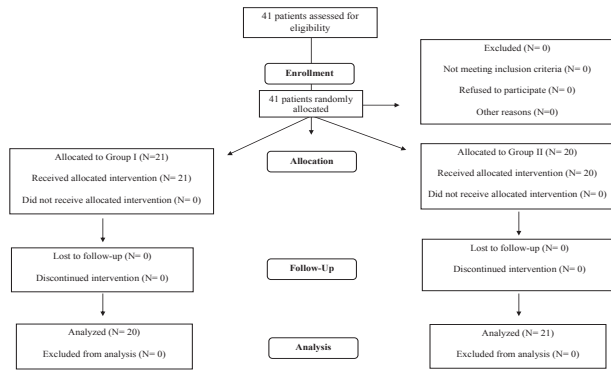 41 patients assessed for
eligibility
Excluded (N= 0)
Not meeting inclusion criteria (N= 0)
Refused to participate (N= 0)
Other reasons (N=0)
Enrollment
41 patients randomly
allocated
Allocated to Group I (N=21)
Received allocated intervention (N= 21)
Did not receive allocated intervention (N= 0)
Allocation
Allocated to Group II (N= 20)
Received allocated intervention (N= 20)
Did not receive allocated intervention (N= 0)
Lost to follow-up (N= 0)
Discontinued intervention (N= 0)
Follow-Up
Lost to follow-up (N= 0)
Discontinued intervention (N= 0)
Analyzed (N= 20)
Excluded from analysis (N= 0)
Analysis
Analyzed (N= 21)
Excluded from analysis (N= 0)